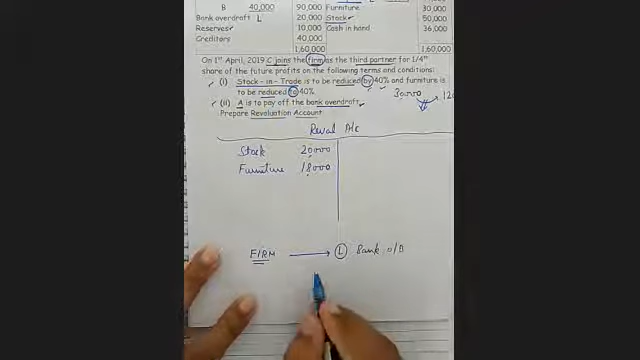 B 40,000 90,000 Furniture 30,000
Bank overdraft L 20,000 Stock 50,000
Reserves 10,000 Cash in hand 36,000
Creditors 40,000
1,60,000 1,60,000
On 1st April, 2019 C joins the firm as the third partner for 1/4th
share of the future profits on the following terms and conditions:
(i) Stock - in - Trade is to be reduced by 40% and furniture is
to be reduced to 40%. 30,000
(ii) A is to pay off the bank overdraft.
Prepare Revaluation Account
Reval A/c
Stock 20000
Furniture 18000
FIRM → L Bank o/D